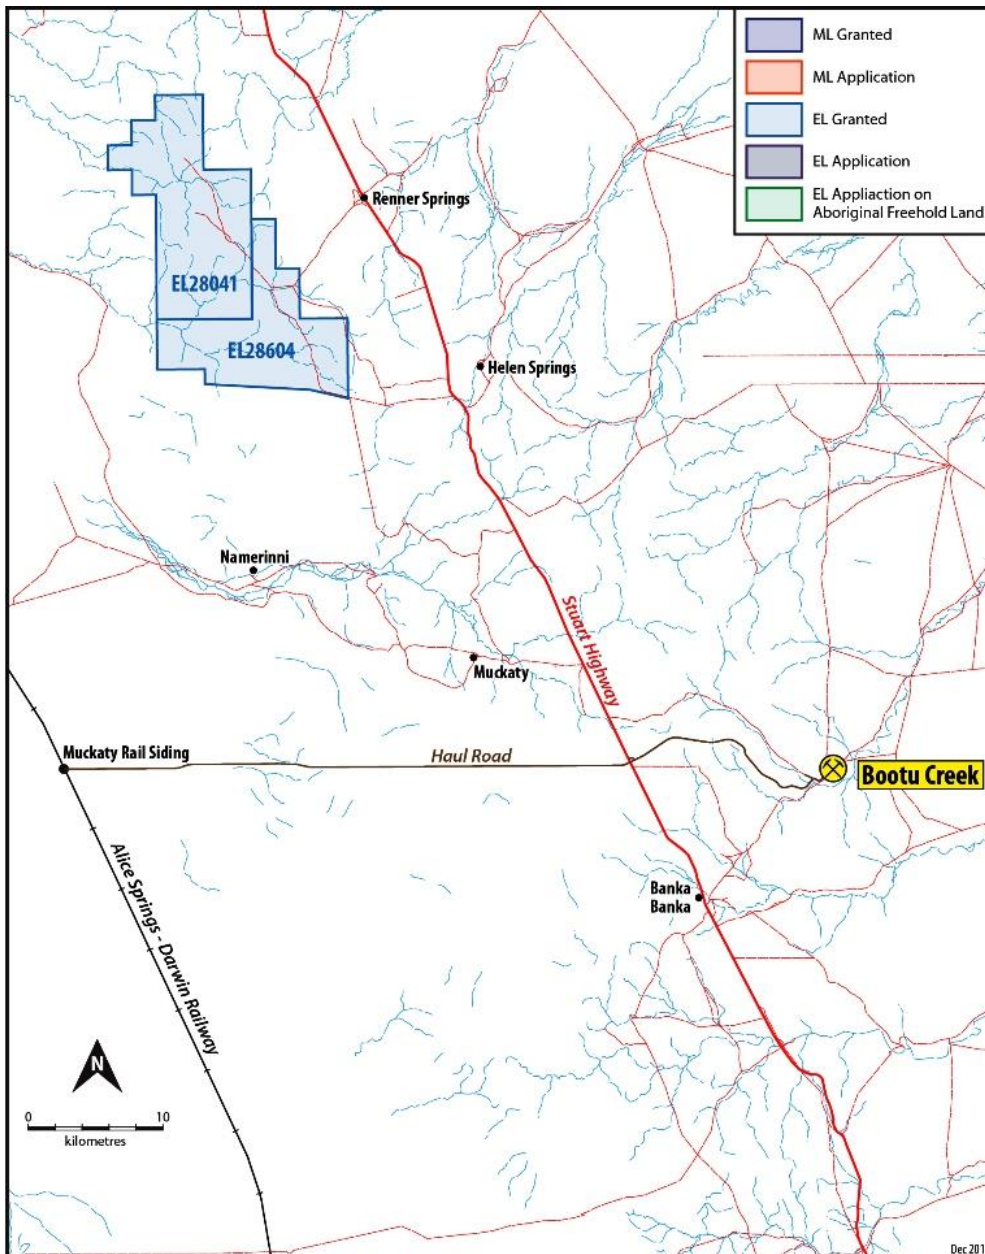 ML Granted
ML Application
EL Granted
EL Application
EL Appliaction on
Aboriginal Freehold Land
Renner Springs
EL28041
EL28604
Helen Springs
Namerinni
Stuart Highway
Muckaty
Muckaty Rail Siding
Haul Road
Bootu Creek
Alice Springs - Darwin Railway
Banka
Banka
N
0 10
kilometres
Dec 201